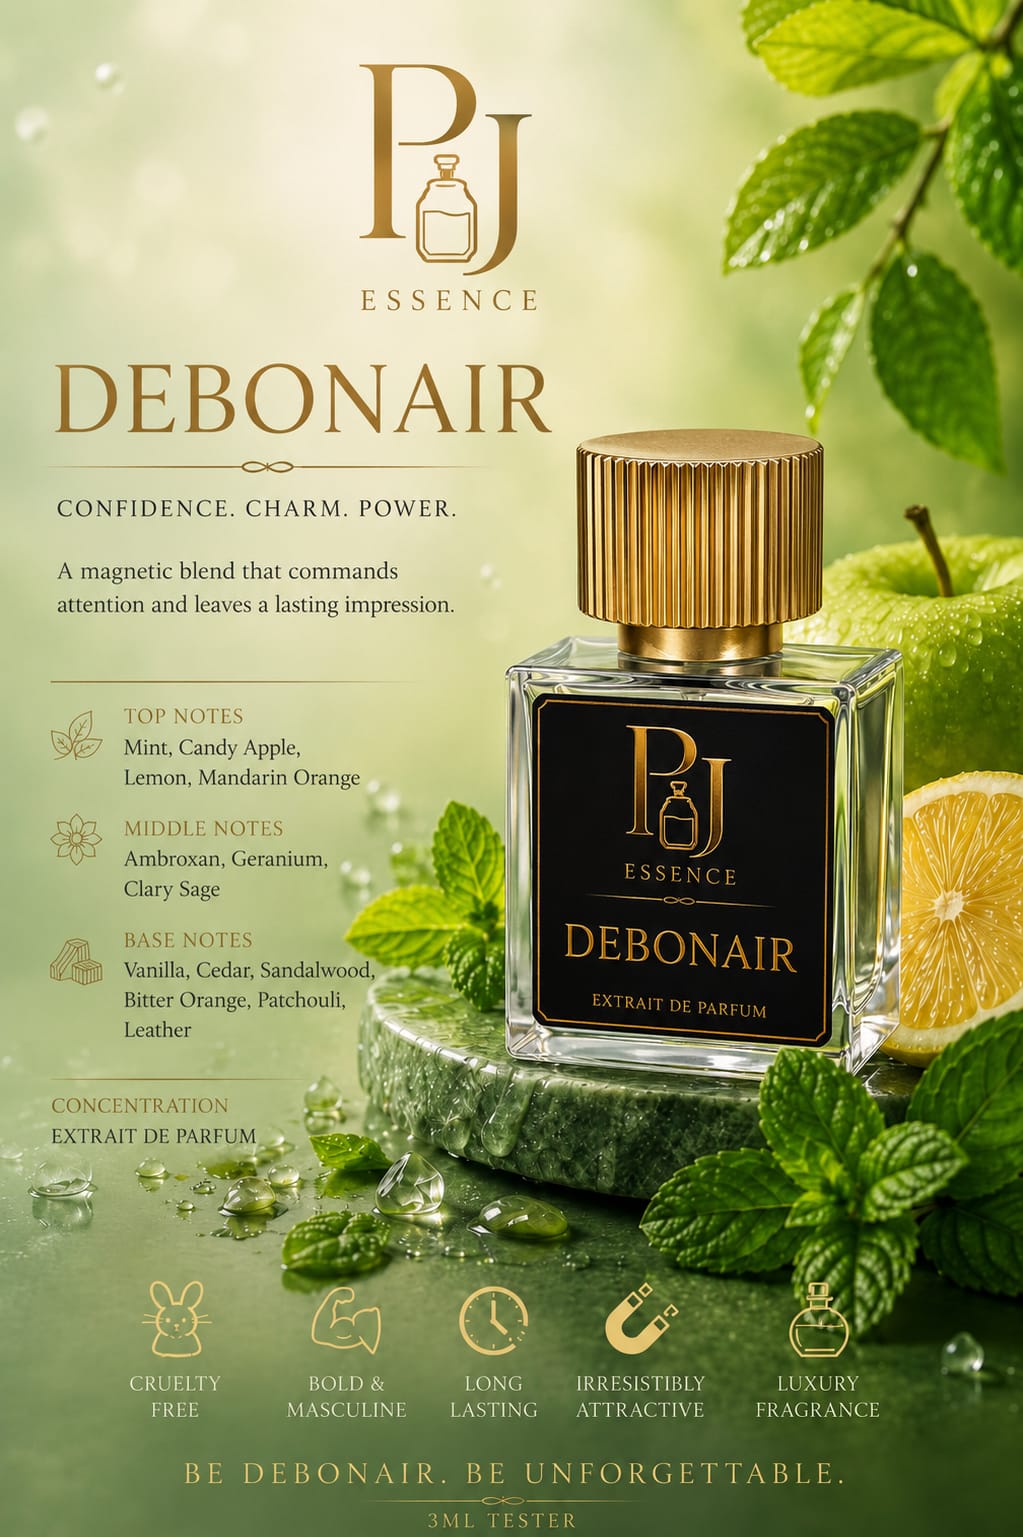 PJ
ESSENCE
DEBONAIR
CONFIDENCE. CHARM. POWER.
A magnetic blend that commands
attention and leaves a lasting impression.
TOP NOTES
Mint, Candy Apple,
Lemon, Mandarin Orange
MIDDLE NOTES
Ambroxan, Geranium,
Clary Sage
BASE NOTES
Vanilla, Cedar, Sandalwood,
Bitter Orange, Patchouli,
Leather
CONCENTRATION
EXTRAIT DE PARFUM
PJ
ESSENCE
DEBONAIR
EXTRAIT DE PARFUM
CRUELTY
FREE
BOLD &
MASCULINE
LONG
LASTING
IRRESISTIBLY
ATTRACTIVE
LUXURY
FRAGRANCE
BE DEBONAIR. BE UNFORGETTABLE.
3ML TESTER